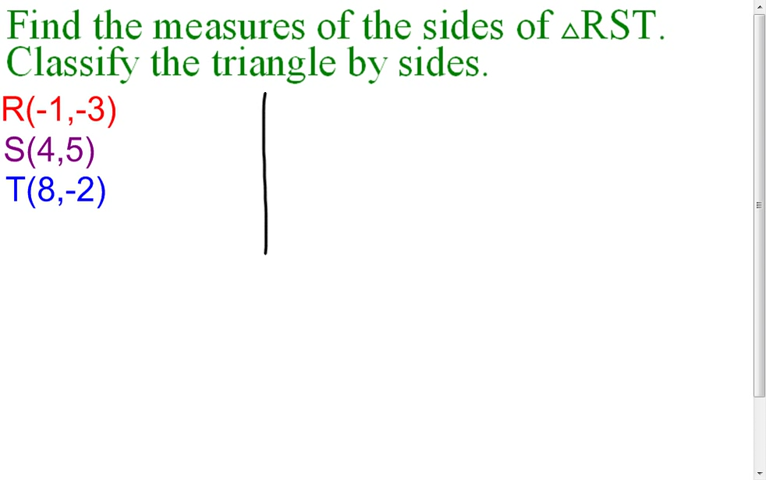 Find the measures of the sides of △RST.
Classify the triangle by sides.
R(-1,-3)
S(4,5)
T(8,-2)